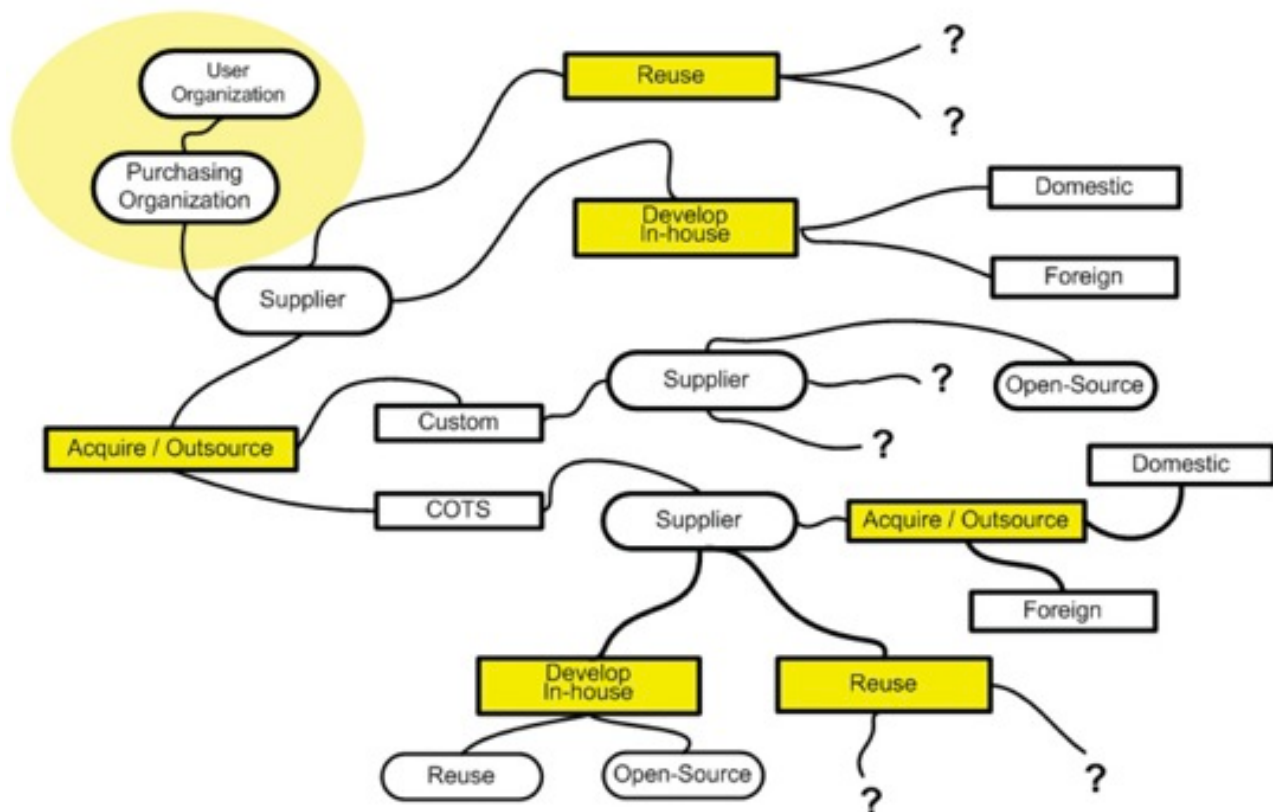 User
Organization
Purchasing
Organization
Supplier
Reuse
?
?
Develop
In-house
Domestic
Foreign
Acquire / Outsource
Custom
Supplier
?
?
Open-Source
COTS
Supplier
Acquire / Outsource
Domestic
Foreign
Develop
In-house
Reuse
Open-Source
Reuse
?
?